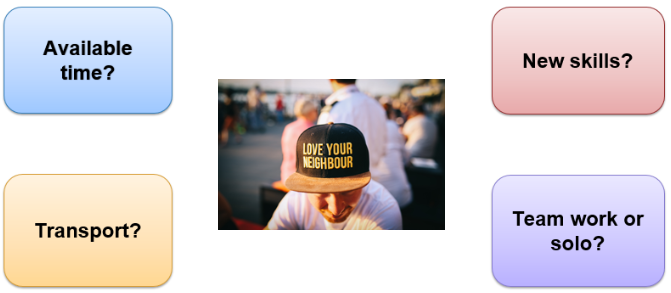 Available
time?
New skills?
LOVE YOUR
NEIGHBOUR
Transport?
Team work or
solo?